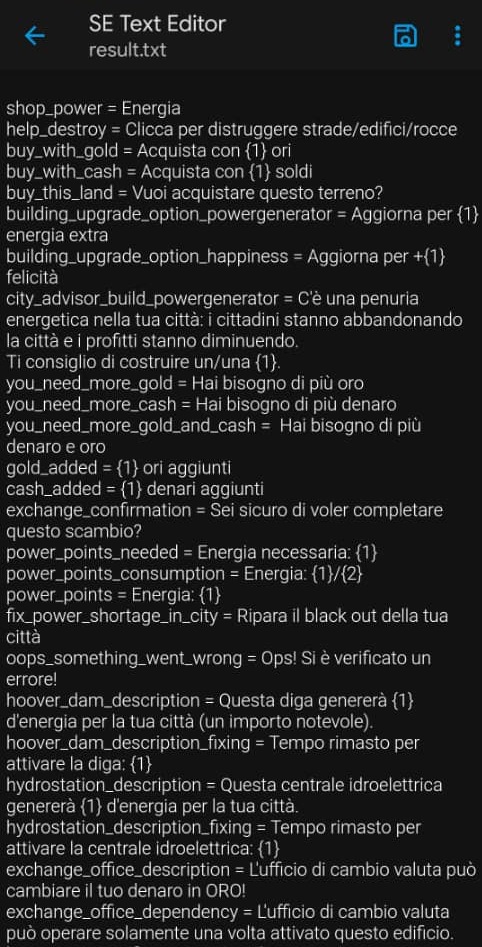 SE Text Editor
result.txt
shop_power = Energia
help_destroy = Clicca per distruggere strade/edifici/rocce
buy_with_gold = Acquista con {1} ori
buy_with_cash = Acquista con {1} soldi
buy_this_land = Vuoi acquistare questo terreno?
building_upgrade_option_powergenerator = Aggiorna per {1}
energia extra
building_upgrade_option_happiness = Aggiorna per +{1}
felicità
city_advisor_build_powergenerator = C'è una penuria
energetica nella tua città: i cittadini stanno abbandonando
la città e i profitti stanno diminuendo.
Ti consiglio di costruire un/una {1}.
you_need_more_gold = Hai bisogno di più oro
you_need_more_cash = Hai bisogno di più denaro
you_need_more_gold_and_cash =  Hai bisogno di più
denaro e oro
gold_added = {1} ori aggiunti
cash_added = {1} denari aggiunti
exchange_confirmation = Sei sicuro di voler completare
questo scambio?
power_points_needed = Energia necessaria: {1}
power_points_consumption = Energia: {1}/{2}
power_points = Energia: {1}
fix_power_shortage_in_city = Ripara il black out della tua
città
oops_something_went_wrong = Ops! Si è verificato un
errore!
hoover_dam_description = Questa diga genererà {1}
d'energia per la tua città (un importo notevole).
hoover_dam_description_fixing = Tempo rimasto per
attivare la diga: {1}
hydrostation_description = Questa centrale idroelettrica
genererà {1} d'energia per la tua città.
hydrostation_description_fixing = Tempo rimasto per
attivare la centrale idroelettrica: {1}
exchange_office_description = L'ufficio di cambio valuta può
cambiare il tuo denaro in ORO!
exchange_office_dependency = L'ufficio di cambio valuta
può operare solamente una volta attivato questo edificio.